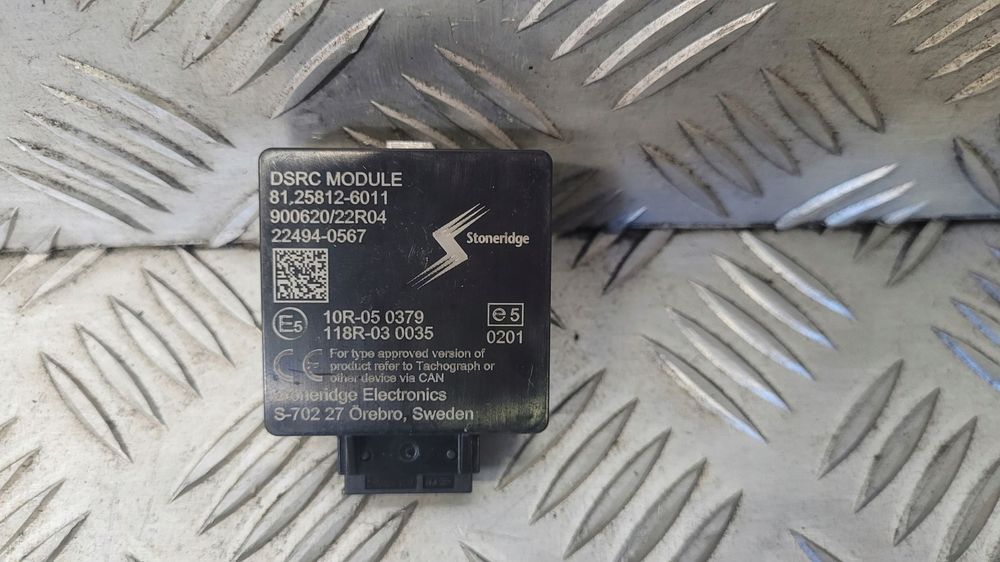 DSRC MODULE
81.25812-6011
900620/22R04
22494-0567
Stoneridge
E5
10R-05 0379
118R-03 0035
e5
0201
CE
For type approved version of
product refer to Tachograph or
other device via CAN
Stoneridge Electronics
S-702 27 Örebro, Sweden